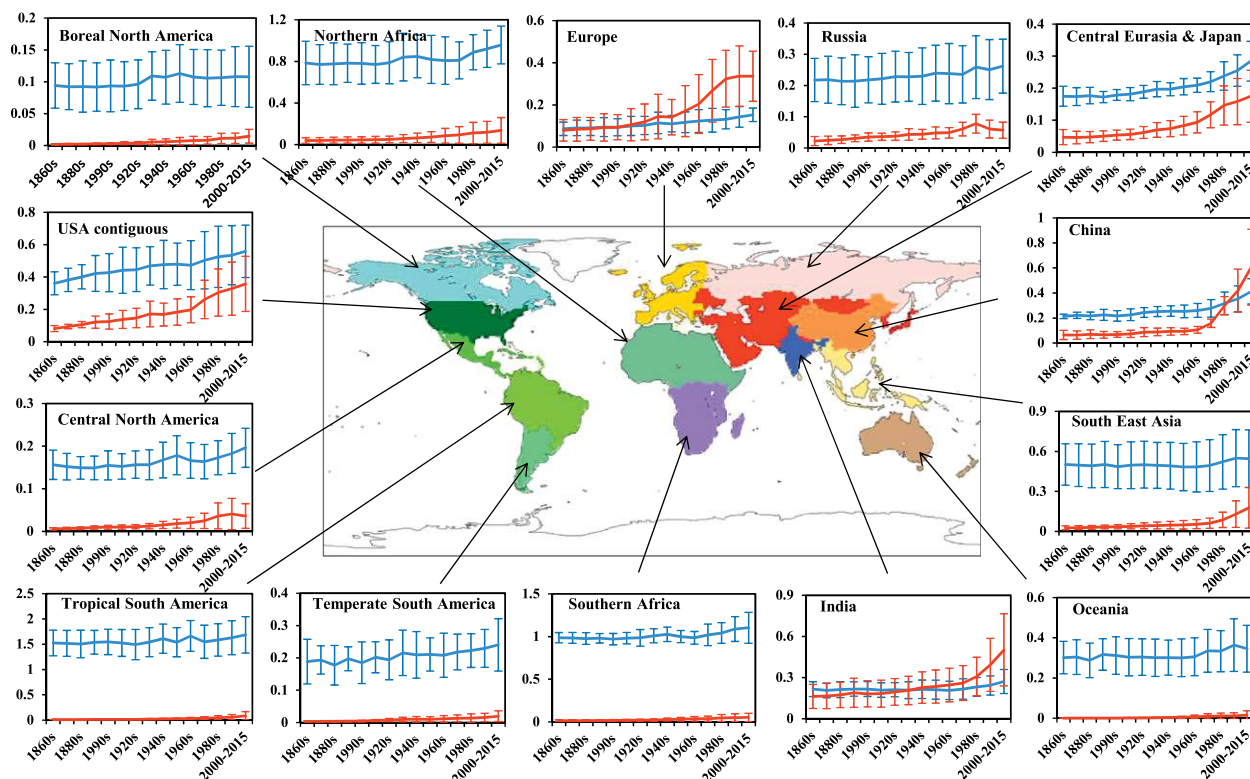 Boreal North America
0.2
0.15
0.1
0.05
0
1860s 1880s 1990s 1920s 1940s 1960s 1980s 2000-2015
Northern Africa
1.2
0.8
0.4
0
1860s 1880s 1990s 1920s 1940s 1960s 1980s 2000-2015
Europe
0.6
0.4
0.2
0
1860s 1880s 1990s 1920s 1940s 1960s 1980s 2000-2015
Russia
0.4
0.3
0.2
0.1
0
1860s 1880s 1990s 1920s 1940s 1960s 1980s 2000-2015
Central Eurasia & Japan
0.4
0.3
0.2
0.1
0
1860s 1880s 1990s 1920s 1940s 1960s 1980s 2000-2015
USA contiguous
0.8
0.6
0.4
0.2
0
1860s 1880s 1990s 1920s 1940s 1960s 1980s 2000-2015
China
1
0.8
0.6
0.4
0.2
0
1860s 1880s 1990s 1920s 1940s 1960s 1980s 2000-2015
Central North America
0.3
0.2
0.1
0
1860s 1880s 1990s 1920s 1940s 1960s 1980s 2000-2015
South East Asia
0.9
0.6
0.3
0
1860s 1880s 1990s 1920s 1940s 1960s 1980s 2000-2015
Tropical South America
2.5
2
1.5
1
0.5
0
1860s 1880s 1990s 1920s 1940s 1960s 1980s 2000-2015
Temperate South America
0.4
0.3
0.2
0.1
0
1860s 1880s 1990s 1920s 1940s 1960s 1980s 2000-2015
Southern Africa
1.5
1
0.5
0
1860s 1880s 1990s 1920s 1940s 1960s 1980s 2000-2015
India
0.9
0.6
0.3
0
1860s 1880s 1990s 1920s 1940s 1960s 1980s 2000-2015
Oceania
0.6
0.4
0.2
0
1860s 1880s 1990s 1920s 1940s 1960s 1980s 2000-2015